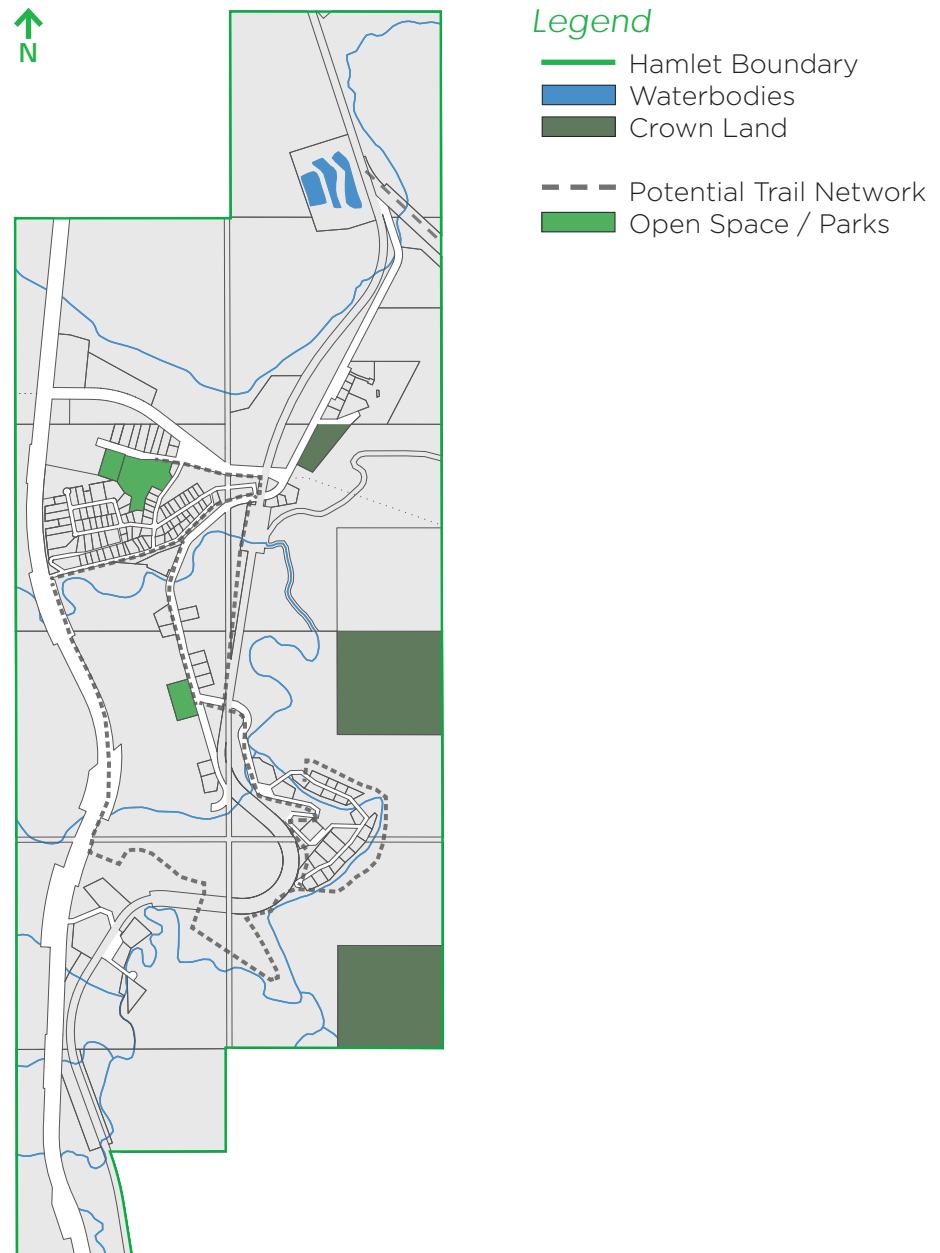 N
Legend
Hamlet Boundary
Waterbodies
Crown Land
Potential Trail Network
Open Space / Parks